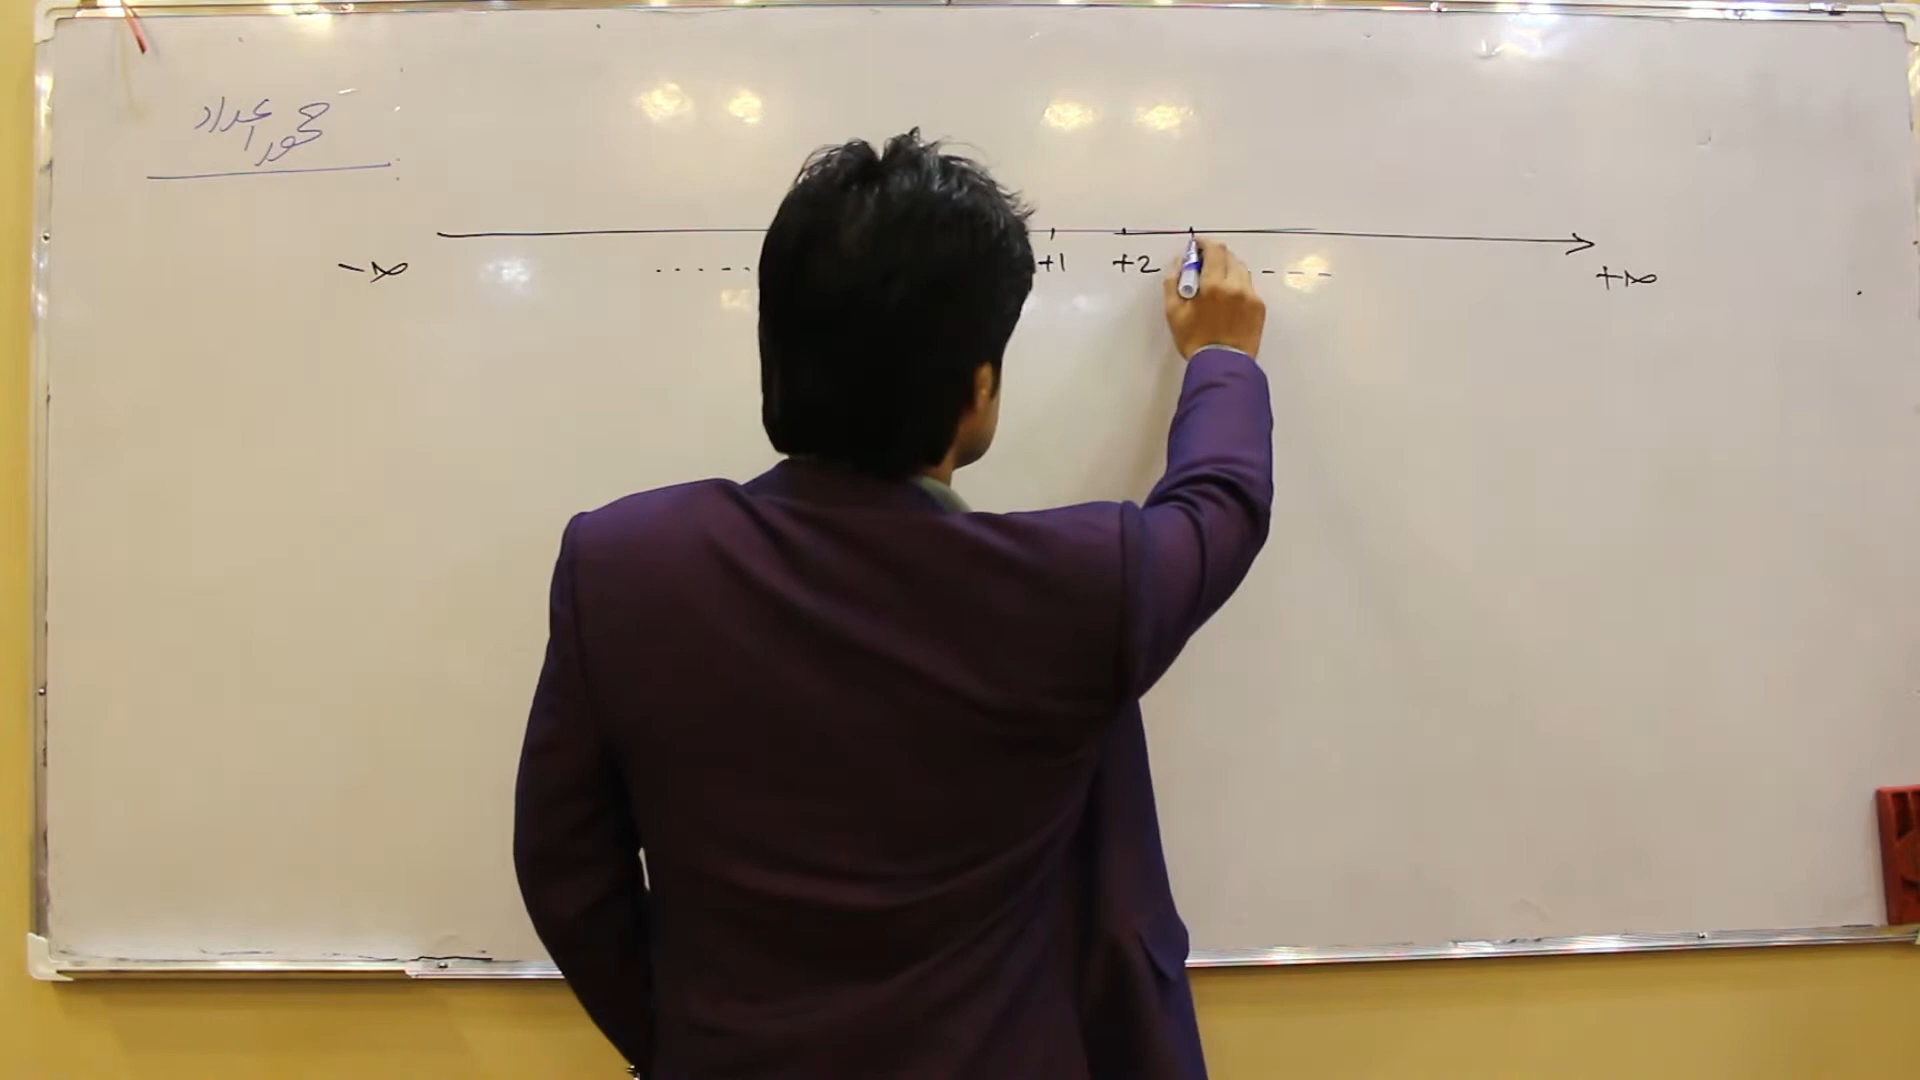 محور اعداد
-∞ ..... +1 +2 --- +∞